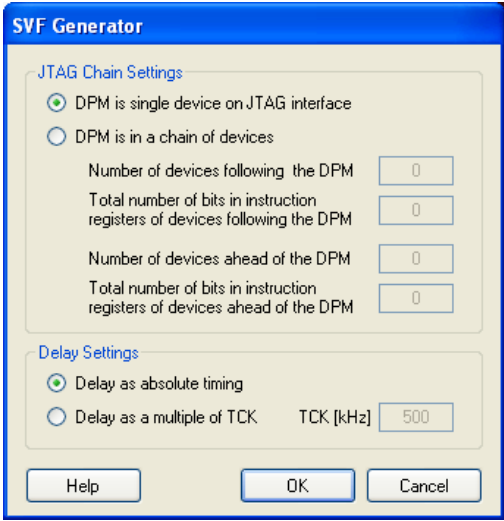 SVF Generator
JTAG Chain Settings
DPM is single device on JTAG interface
DPM is in a chain of devices
Number of devices following the DPM 0
Total number of bits in instruction
registers of devices following the DPM 0
Number of devices ahead of the DPM 0
Total number of bits in instruction
registers of devices ahead of the DPM 0
Delay Settings
Delay as absolute timing
Delay as a multiple of TCK TCK [kHz] 500
Help OK Cancel